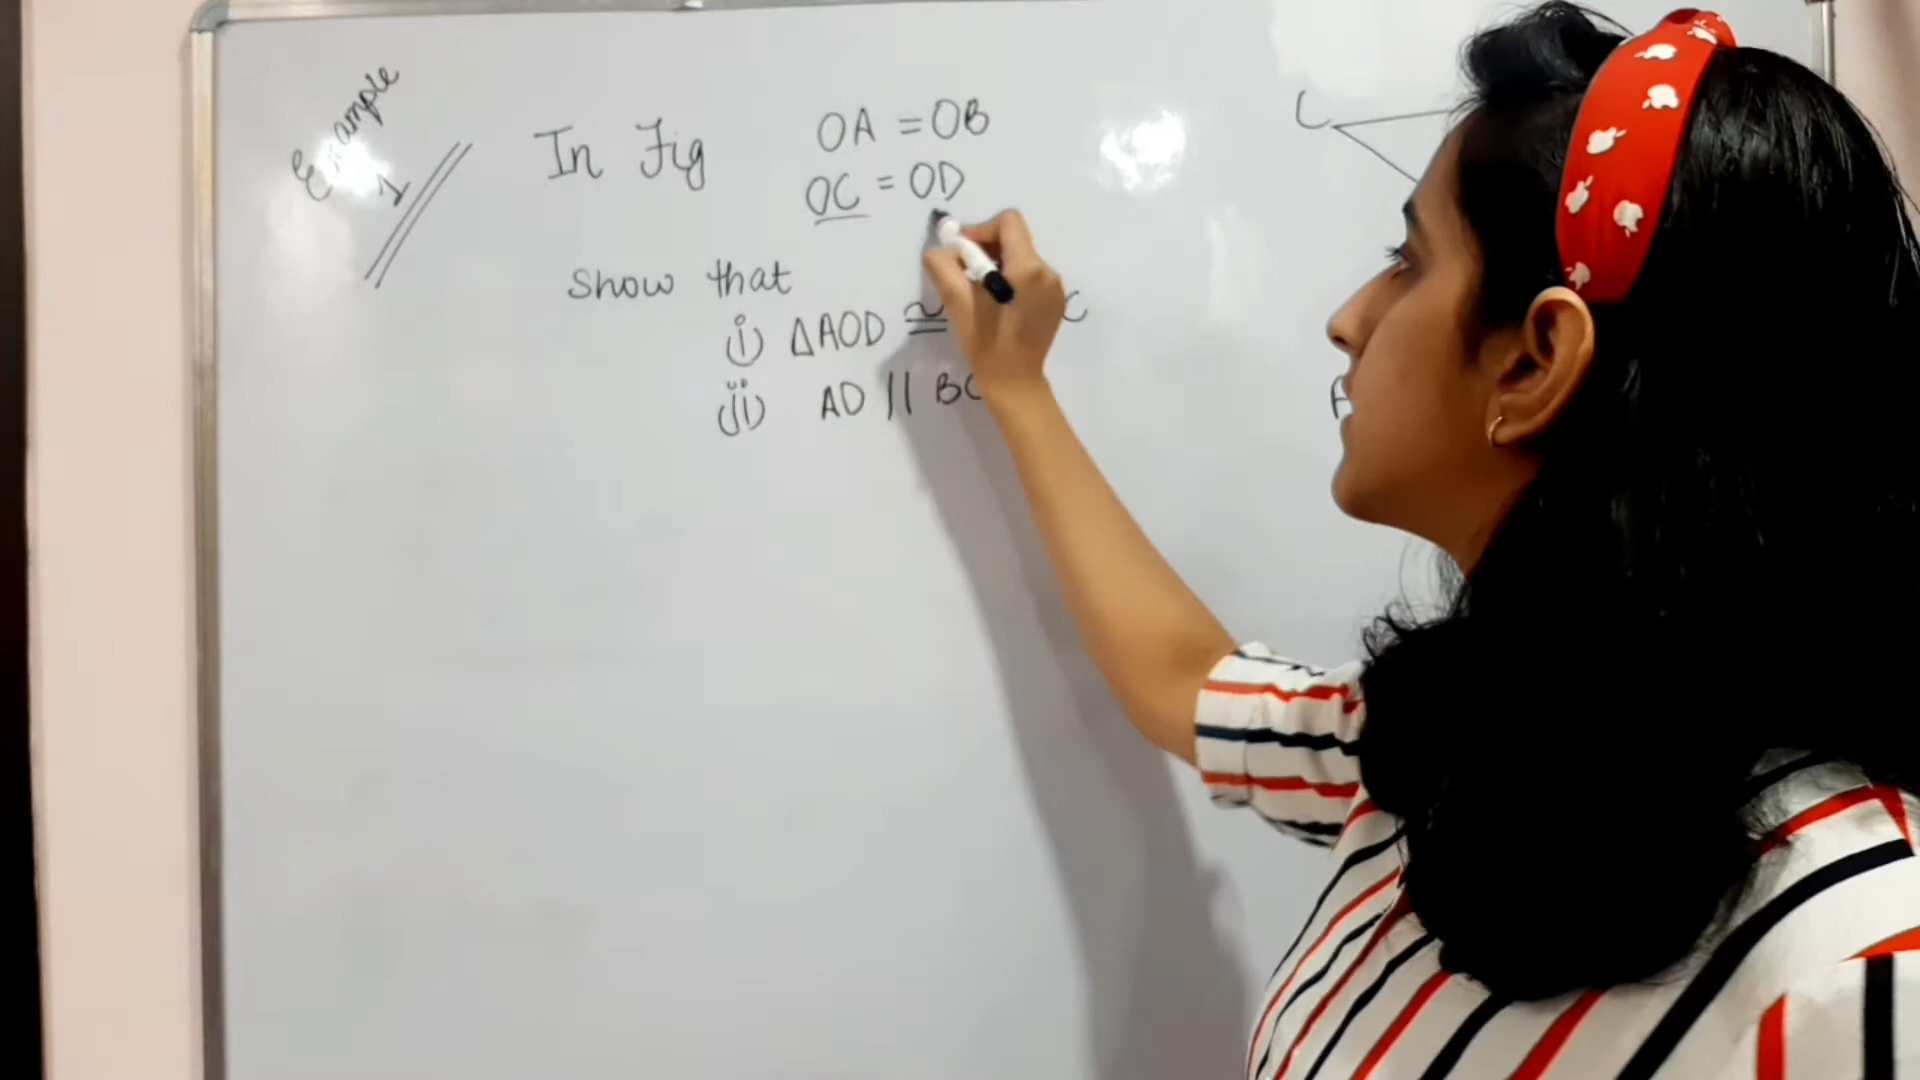 Example
1
In Fig OA = OB
OC = OD
Show that
(i) ΔAOD ≅ C
(ii) AD || BC
C
A